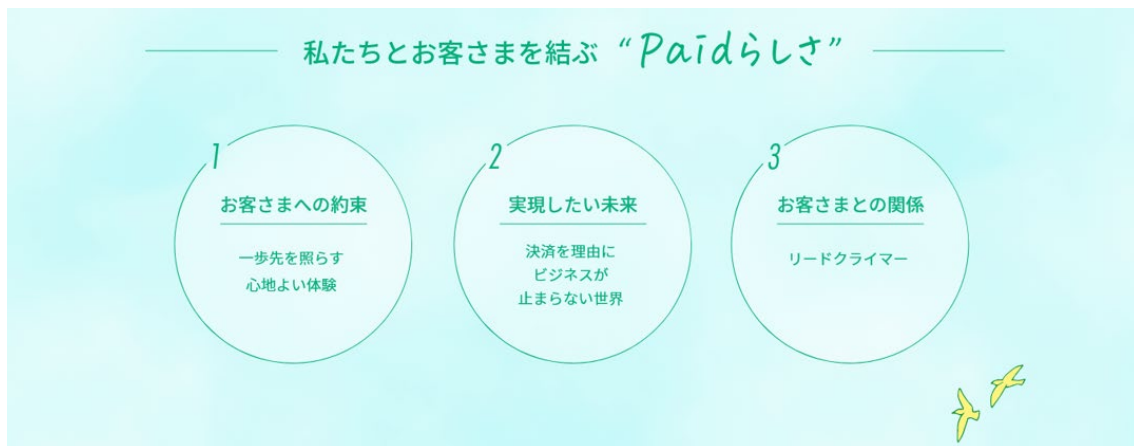 私たちとお客さまを結ぶ “Paidらしさ”
1
お客さまへの約束
一歩先を照らす
心地よい体験
2
実現したい未来
決済を理由に
ビジネスが
止まらない世界
3
お客さまとの関係
リードクライマー